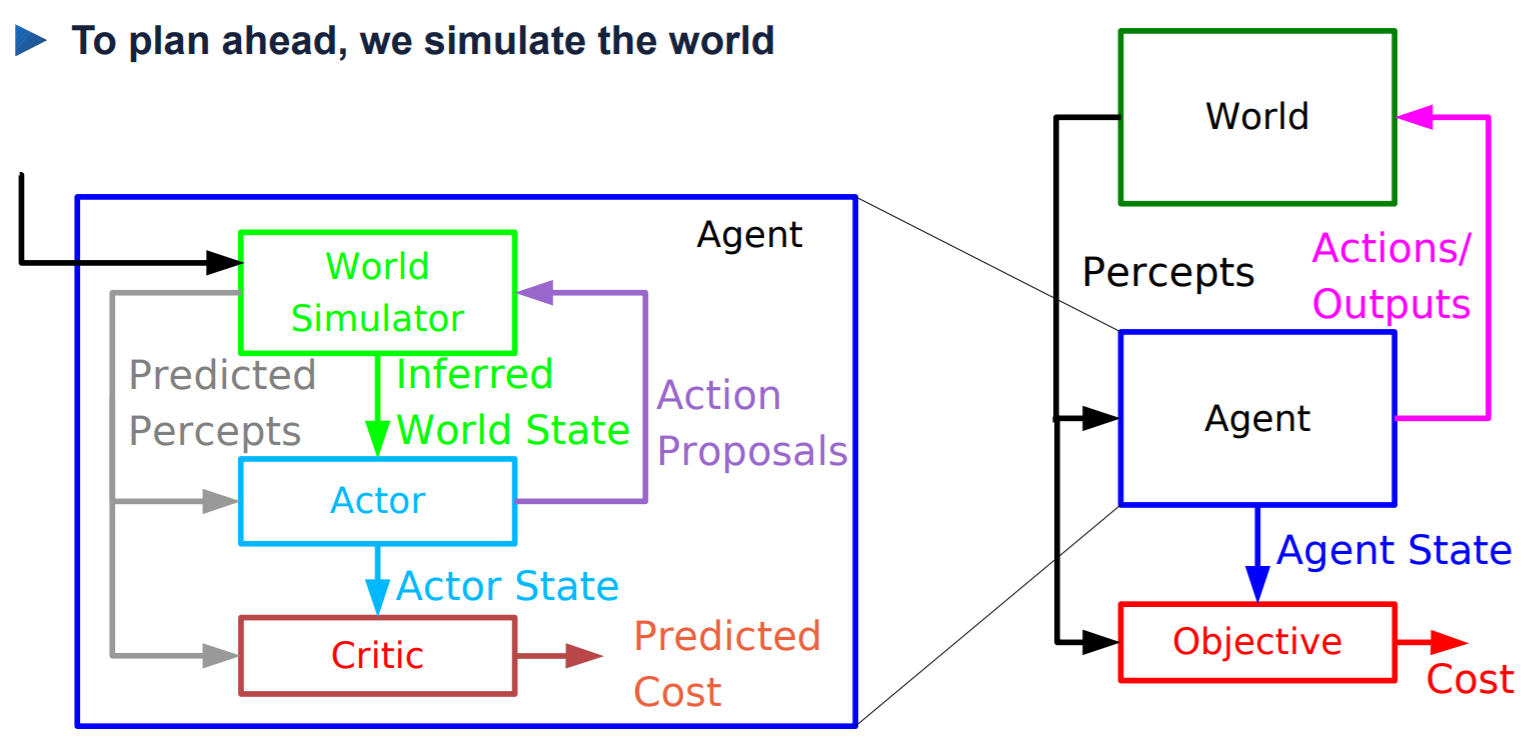 To plan ahead, we simulate the world
World
Agent
World
Simulator
Percepts
Actions/
Outputs
Predicted
Percepts
Inferred
World State
Action
Proposals
Agent
Actor
Agent State
Actor State
Critic
Predicted
Cost
Objective
Cost